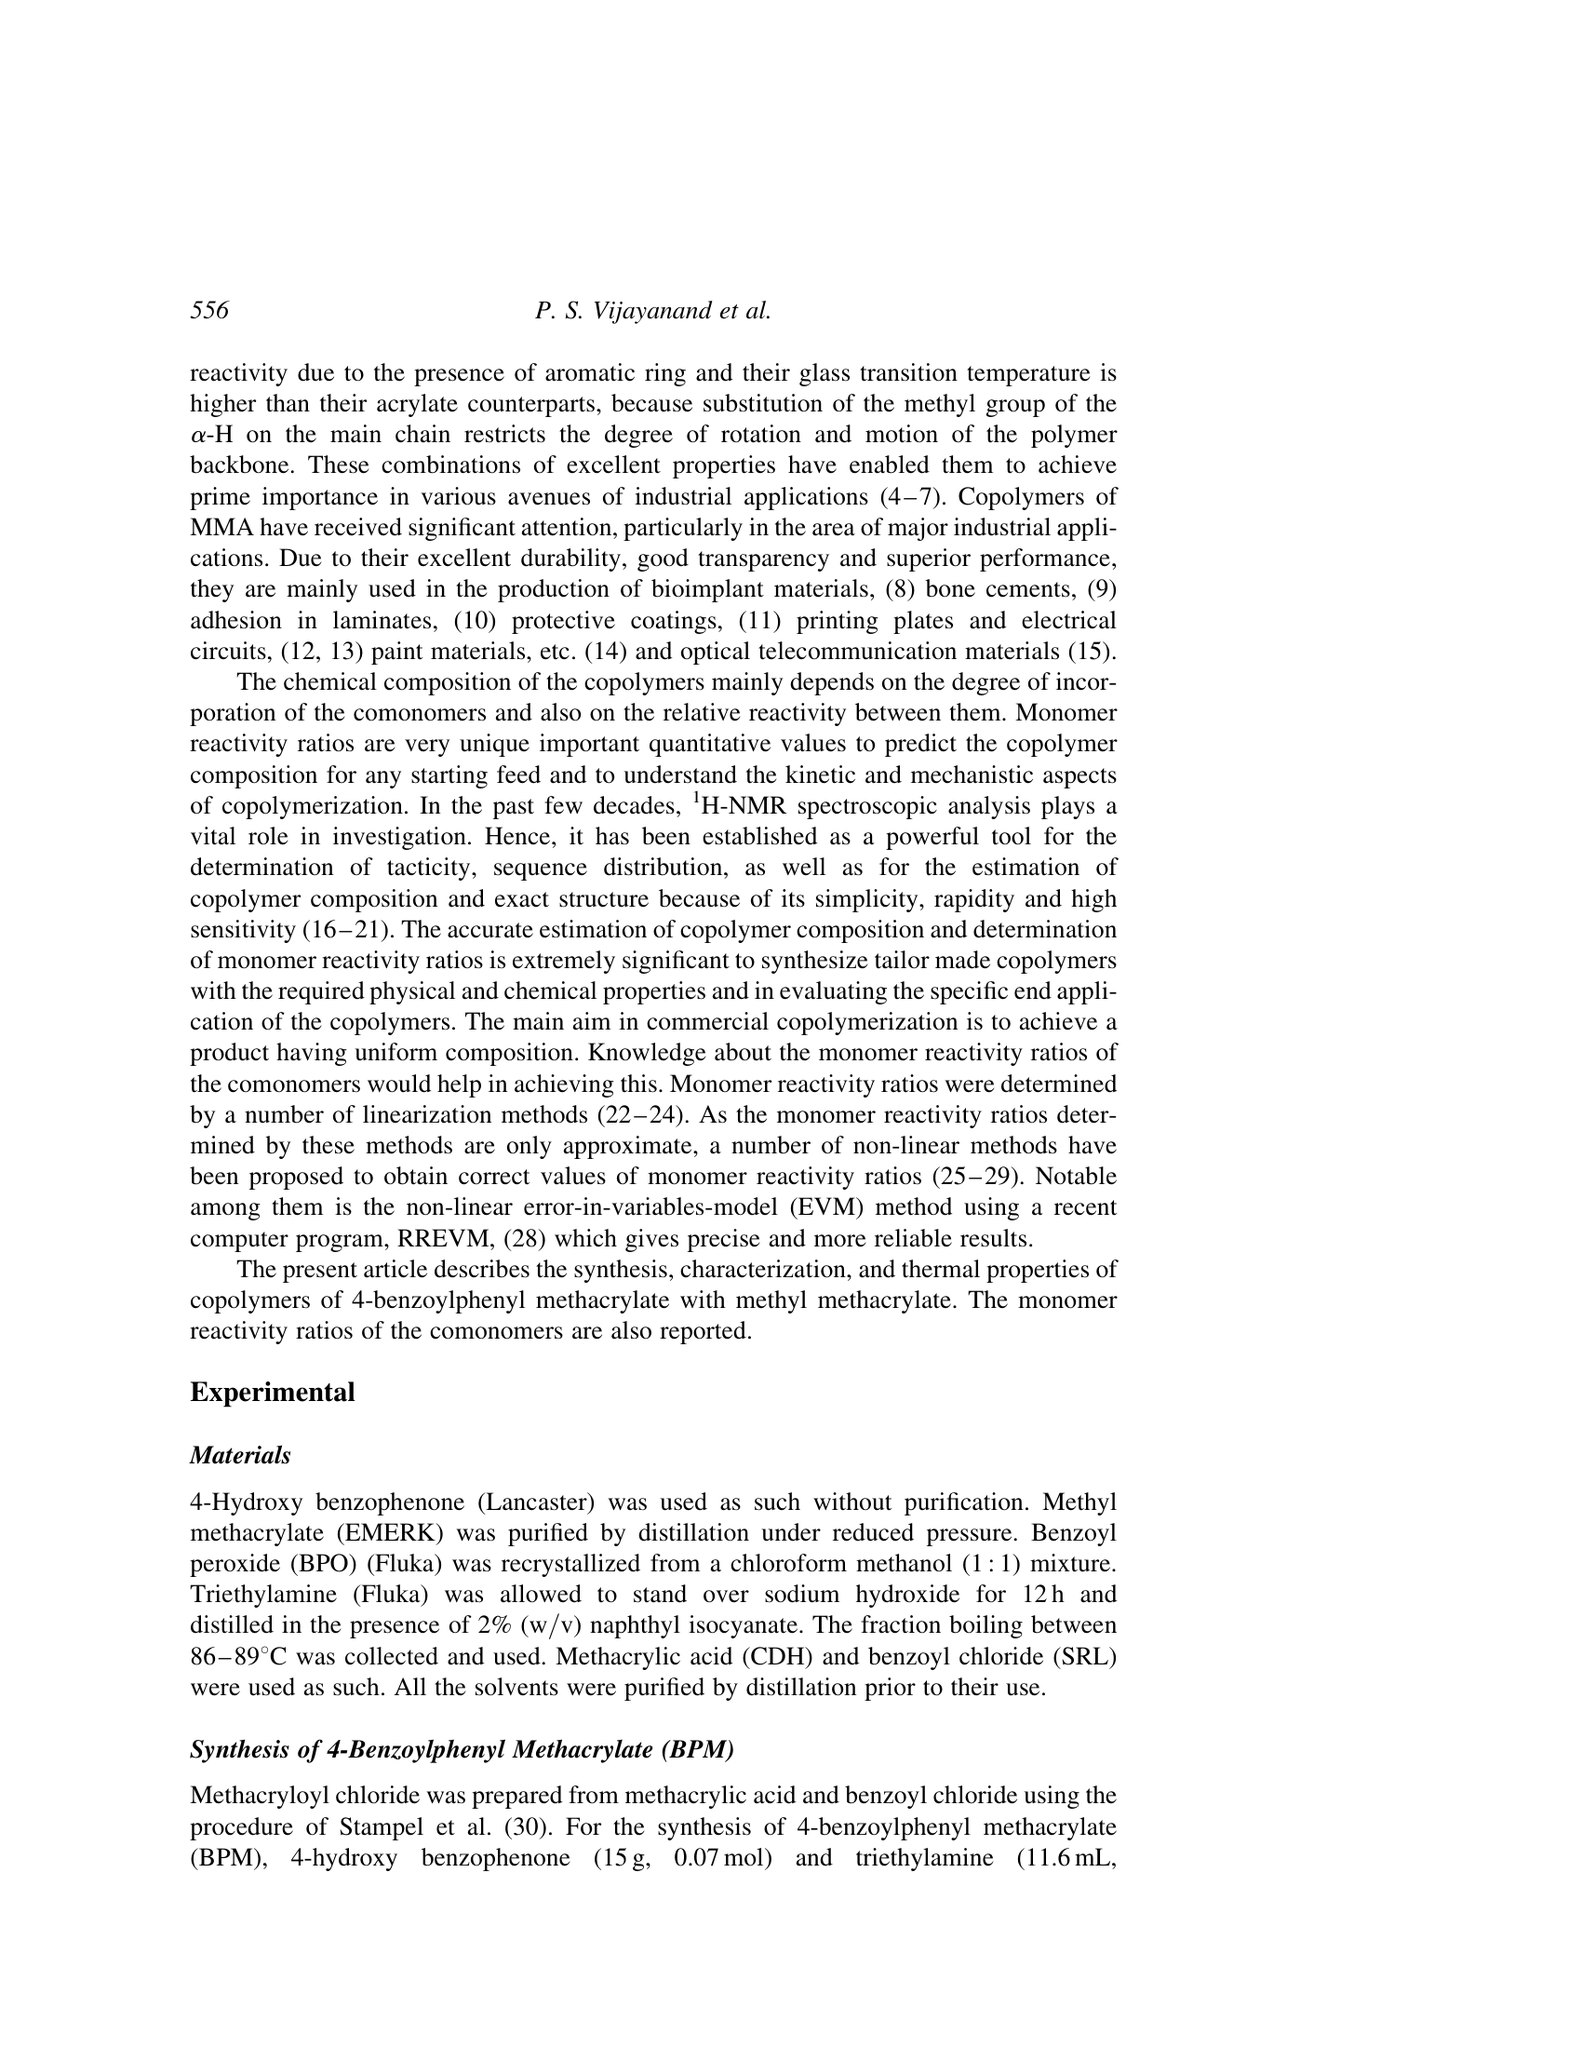 556
P. S. Vijayanand et al.
reactivity due to the presence of aromatic ring and their glass transition temperature is
higher than their acrylate counterparts, because substitution of the methyl group of the
α-H on the main chain restricts the degree of rotation and motion of the polymer
backbone. These combinations of excellent properties have enabled them to achieve
prime importance in various avenues of industrial applications (4–7). Copolymers of
MMA have received significant attention, particularly in the area of major industrial appli-
cations. Due to their excellent durability, good transparency and superior performance,
they are mainly used in the production of bioimplant materials, (8) bone cements, (9)
adhesion in laminates, (10) protective coatings, (11) printing plates and electrical
circuits, (12, 13) paint materials, etc. (14) and optical telecommunication materials (15).
The chemical composition of the copolymers mainly depends on the degree of incor-
poration of the comonomers and also on the relative reactivity between them. Monomer
reactivity ratios are very unique important quantitative values to predict the copolymer
composition for any starting feed and to understand the kinetic and mechanistic aspects
of copolymerization. In the past few decades, ¹H-NMR spectroscopic analysis plays a
vital role in investigation. Hence, it has been established as a powerful tool for the
determination of tacticity, sequence distribution, as well as for the estimation of
copolymer composition and exact structure because of its simplicity, rapidity and high
sensitivity (16–21). The accurate estimation of copolymer composition and determination
of monomer reactivity ratios is extremely significant to synthesize tailor made copolymers
with the required physical and chemical properties and in evaluating the specific end appli-
cation of the copolymers. The main aim in commercial copolymerization is to achieve a
product having uniform composition. Knowledge about the monomer reactivity ratios of
the comonomers would help in achieving this. Monomer reactivity ratios were determined
by a number of linearization methods (22–24). As the monomer reactivity ratios deter-
mined by these methods are only approximate, a number of non-linear methods have
been proposed to obtain correct values of monomer reactivity ratios (25–29). Notable
among them is the non-linear error-in-variables-model (EVM) method using a recent
computer program, RREVM, (28) which gives precise and more reliable results.
The present article describes the synthesis, characterization, and thermal properties of
copolymers of 4-benzoylphenyl methacrylate with methyl methacrylate. The monomer
reactivity ratios of the comonomers are also reported.
Experimental
Materials
4-Hydroxy benzophenone (Lancaster) was used as such without purification. Methyl
methacrylate (EMERK) was purified by distillation under reduced pressure. Benzoyl
peroxide (BPO) (Fluka) was recrystallized from a chloroform methanol (1 : 1) mixture.
Triethylamine (Fluka) was allowed to stand over sodium hydroxide for 12 h and
distilled in the presence of 2% (w/v) naphthyl isocyanate. The fraction boiling between
86–89°C was collected and used. Methacrylic acid (CDH) and benzoyl chloride (SRL)
were used as such. All the solvents were purified by distillation prior to their use.
Synthesis of 4-Benzoylphenyl Methacrylate (BPM)
Methacryloyl chloride was prepared from methacrylic acid and benzoyl chloride using the
procedure of Stampel et al. (30). For the synthesis of 4-benzoylphenyl methacrylate
(BPM), 4-hydroxy benzophenone (15 g, 0.07 mol) and triethylamine (11.6 mL,